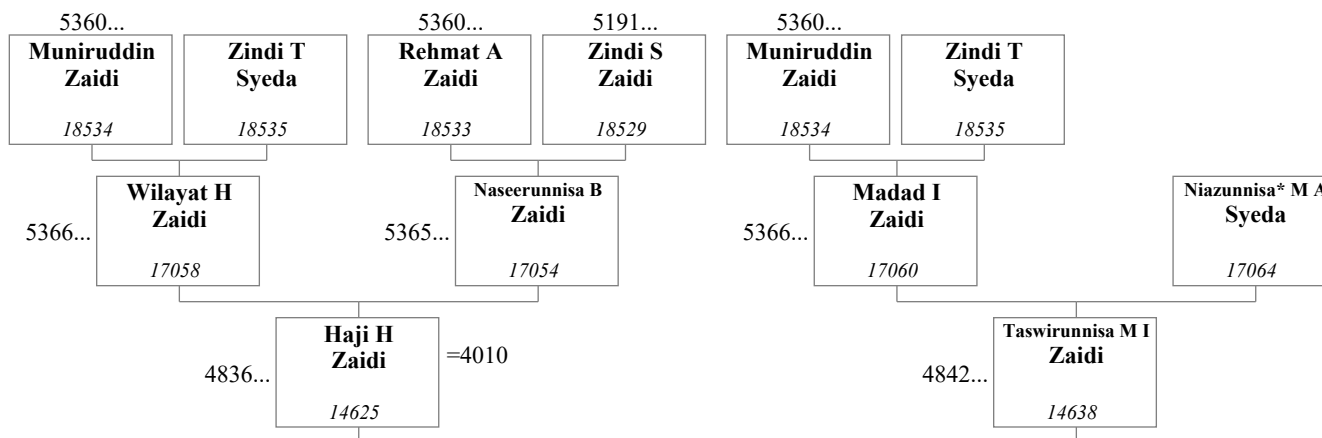 5360...
5360...
5191...
5360...
Muniruddin
Zaidi
18534
Zindi T
Syeda
18535
Rehmat A
Zaidi
18533
Zindi S
Zaidi
18529
Muniruddin
Zaidi
18534
Zindi T
Syeda
18535
5366...
Wilayat H
Zaidi
17058
5365...
Naseerunnisa B
Zaidi
17054
5366...
Madad I
Zaidi
17060
Niazunnisa* M A
Syeda
17064
4836...
Haji H
Zaidi
14625
=4010
4842...
Taswirunnisa M I
Zaidi
14638